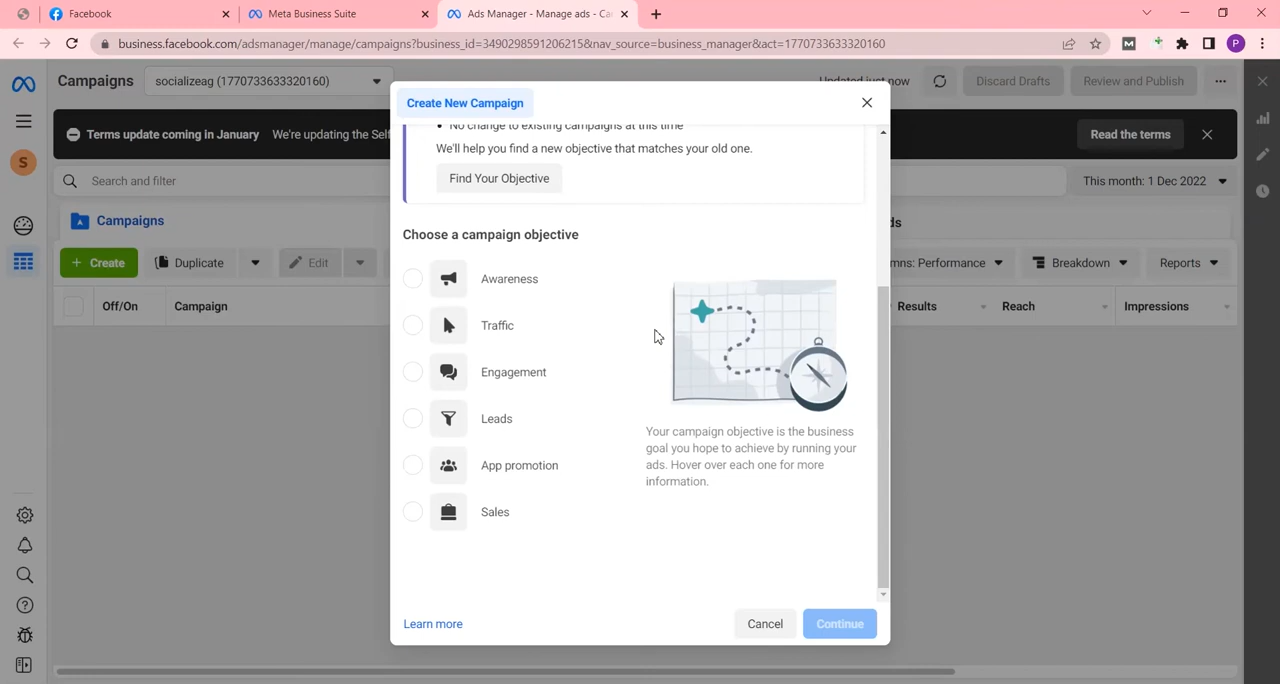 Facebook
Meta Business Suite
Ads Manager - Manage ads - Ca
business.facebook.com/adsmanager/manage/campaigns?business_id=3490298591206215&nav_source=business_manager&act=1770733633320160
P
Campaigns
socializeag (1770733633320160)
Updated just now
Discard Drafts
Review and Publish
Create New Campaign
Terms update coming in January We're updating the Self
Read the terms
No change to existing campaigns at this time
We'll help you find a new objective that matches your old one.
Find Your Objective
S
Search and filter
This month: 1 Dec 2022
Campaigns
ds
Create
Duplicate
Edit
mns: Performance
Breakdown
Reports
Off/On
Campaign
Results
Reach
Impressions
Choose a campaign objective
Awareness
Traffic
Engagement
Leads
App promotion
Sales
Your campaign objective is the business
goal you hope to achieve by running your
ads. Hover over each one for more
information.
Learn more
Cancel
Continue